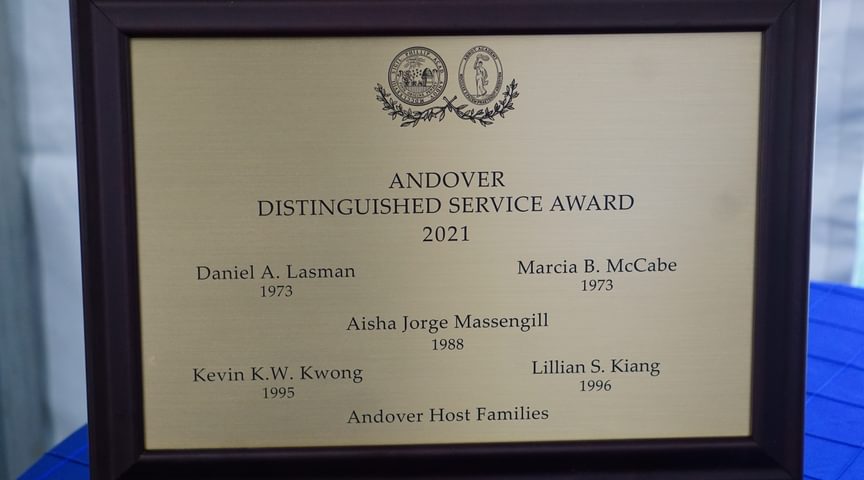 ANDOVER
DISTINGUISHED SERVICE AWARD
2021
Daniel A. Lasman
1973
Marcia B. McCabe
1973
Aisha Jorge Massengill
1988
Kevin K.W. Kwong
1995
Lillian S. Kiang
1996
Andover Host Families